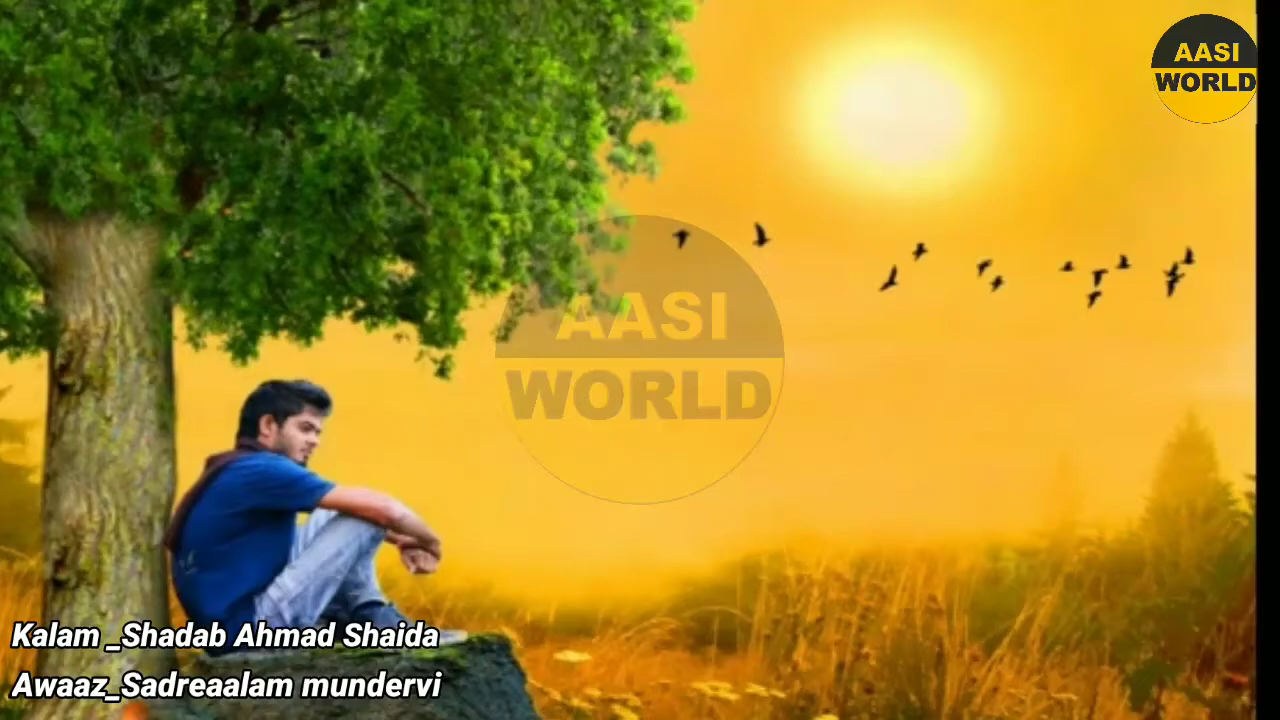 AASI
WORLD
AASI
WORLD
Kalam _Shadab Ahmad Shaida
Awaaz_Sadreaalam mundervi